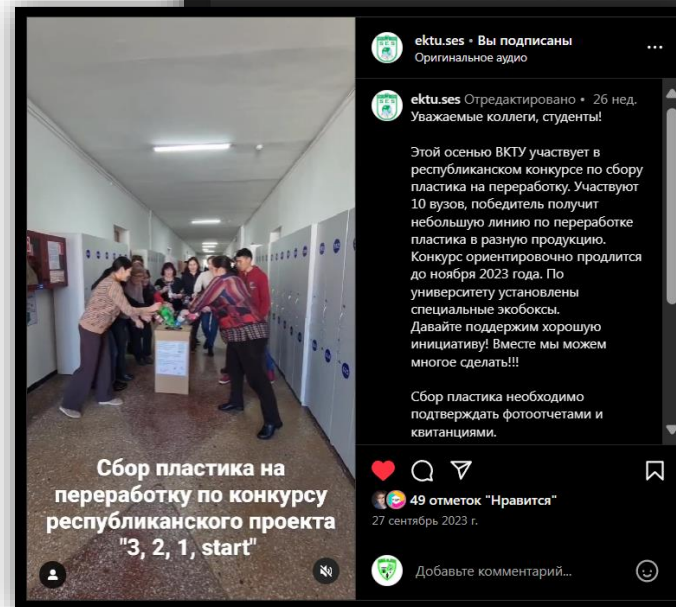 ektu.ses • Вы подписаны
Оригинальное аудио
ektu.ses Отредактировано • 26 нед.
Уважаемые коллеги, студенты!
Этой осенью ВКТУ участвует в
республиканском конкурсе по сбору
пластика на переработку. Участвуют
10 вузов, победитель получит
небольшую линию по переработке
пластика в разную продукцию.
Конкурс ориентировочно продлится
до ноября 2023 года. По
университету установлены
специальные экобоксы.
Давайте поддержим хорошую
инициативу! Вместе мы можем
многое сделать!!!
Сбор пластика необходимо
подтверждать фотоотчетами и
квитанциями.
Сбор пластика на
переработку по конкурсу
республиканского проекта
"3, 2, 1, start"
49 отметок "Нравится"
27 сентябрь 2023 г.
Добавьте комментарий...